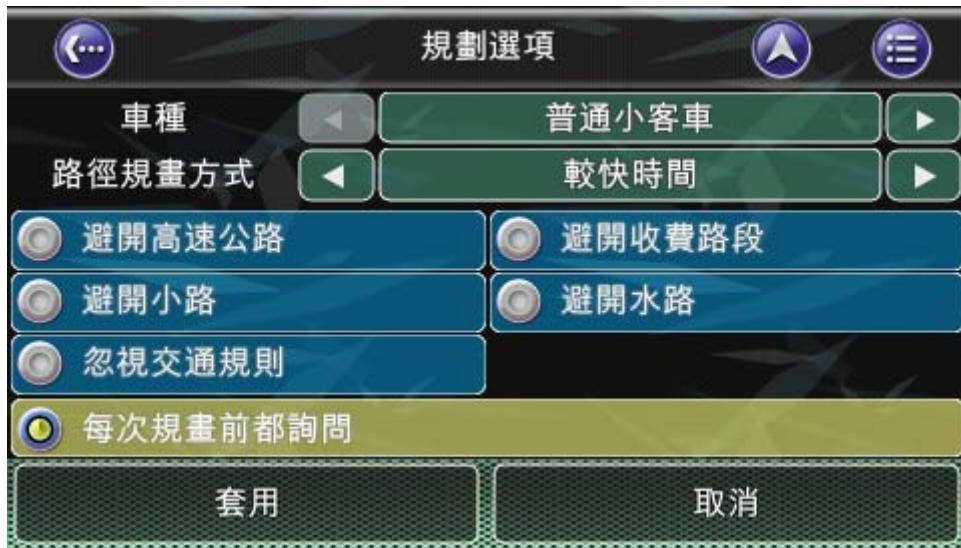 規劃選項
車種 普通小客車
路徑規畫方式 較快時間
避開高速公路 避開收費路段
避開小路 避開水路
忽視交通規則
每次規畫前都詢問
套用 取消